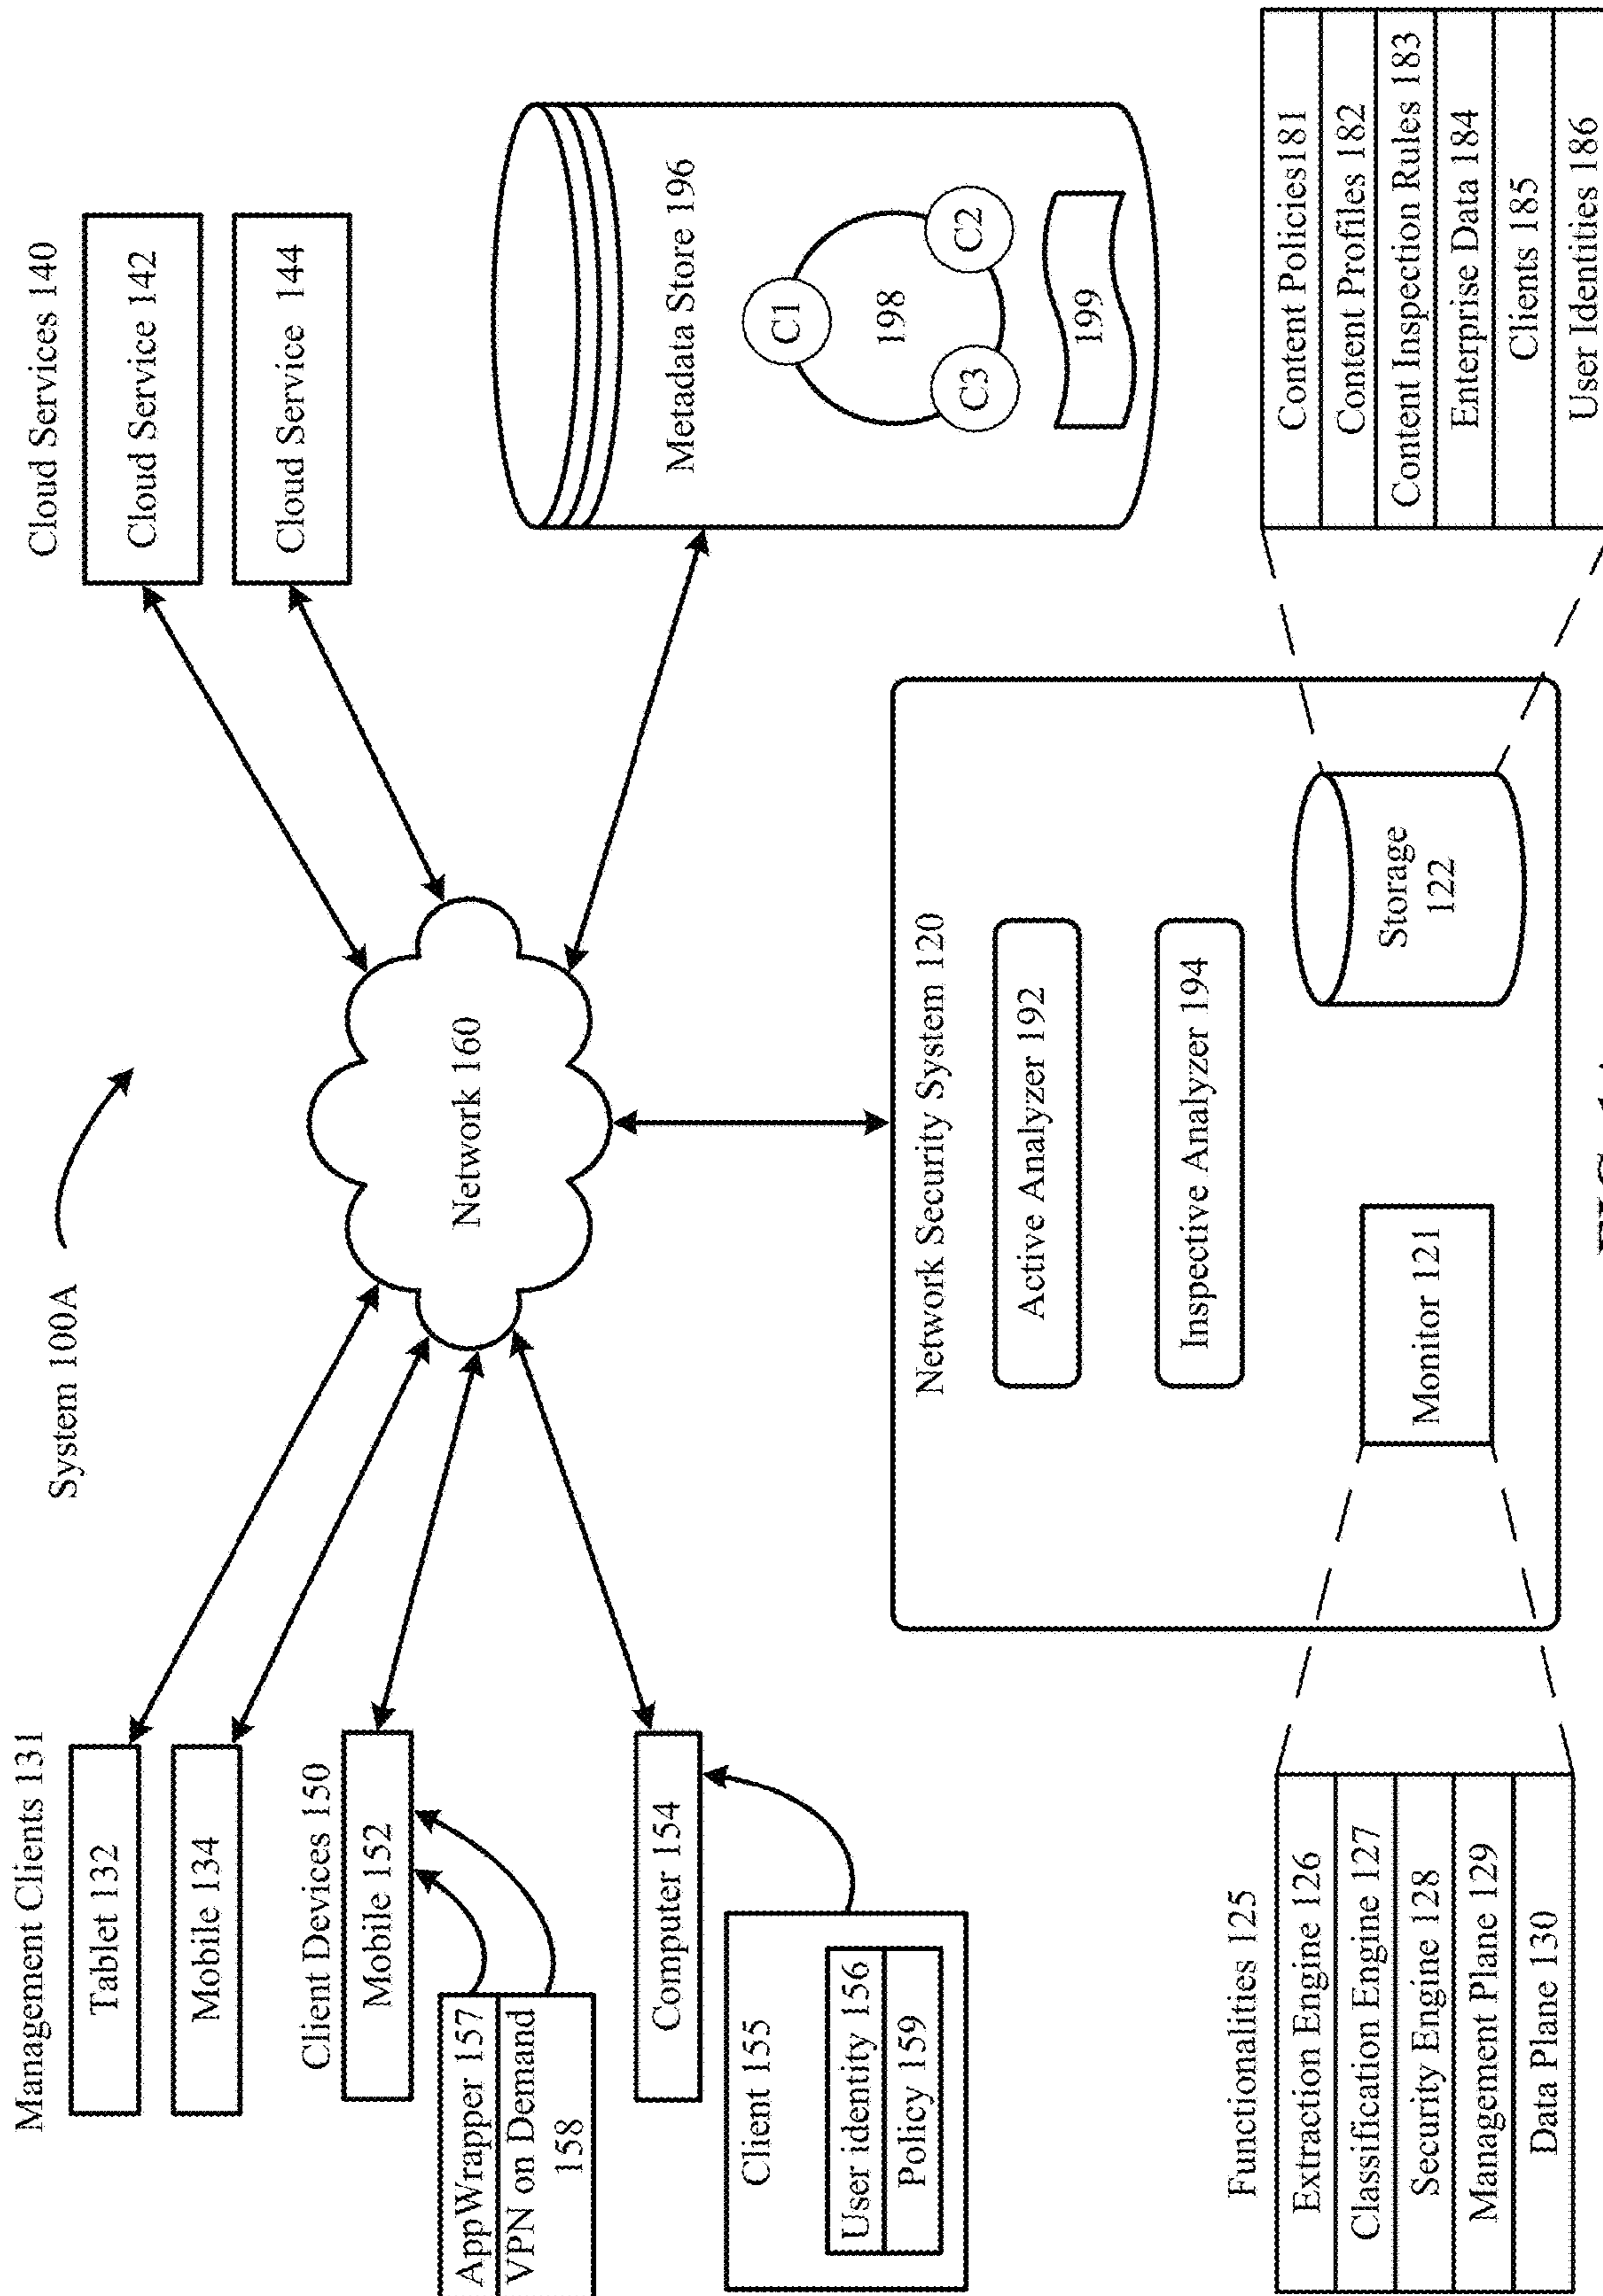 System 100A
Management Clients 131
Tablet 132
Mobile 134
Client Devices 150
Mobile 152
AppWrapper 157
VPN on Demand
158
Computer 154
Client 155
User identity 156
Policy 159
Network 160
Cloud Services 140
Cloud Service 142
Cloud Service 144
Metadata Store 196
C1
198
C3
C2
199
Network Security System 120
Active Analyzer 192
Inspective Analyzer 194
Monitor 121
Storage
122
Functionalities 125
Extraction Engine 126
Classification Engine 127
Security Engine 128
Management Plane 129
Data Plane 130
Content Policies181
Content Profiles 182
Content Inspection Rules 183
Enterprise Data 184
Clients 185
User Identities 186